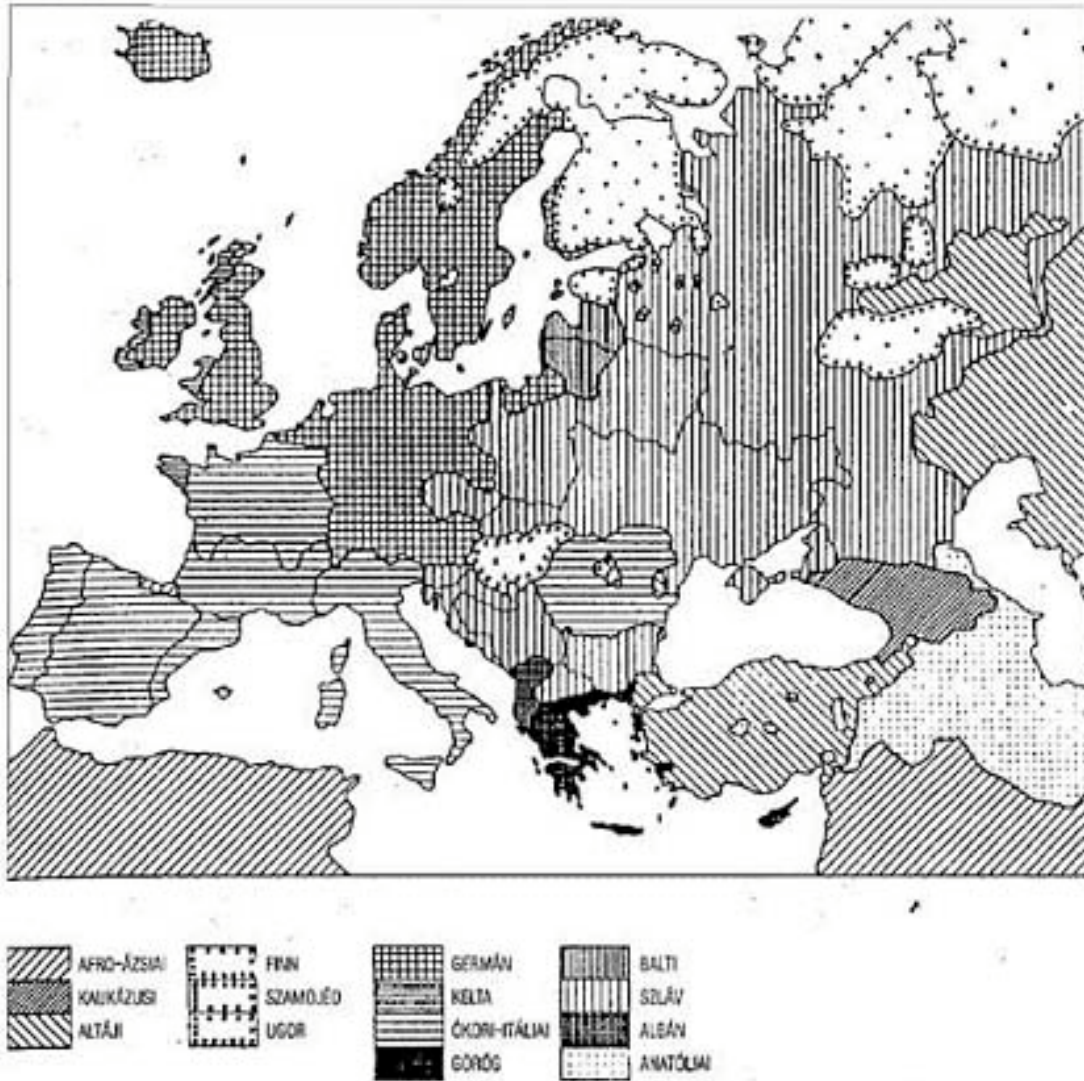 AFRO-ÁZSIAI
KAUKÁZUSI
ALTÁJI
FINN
SZAMOJÉD
UGOR
GERMÁN
KELTA
ÓKORI-ITÁLIAI
GÖRÖG
BALTI
SZLÁV
ALBÁN
ANATÓLIAI